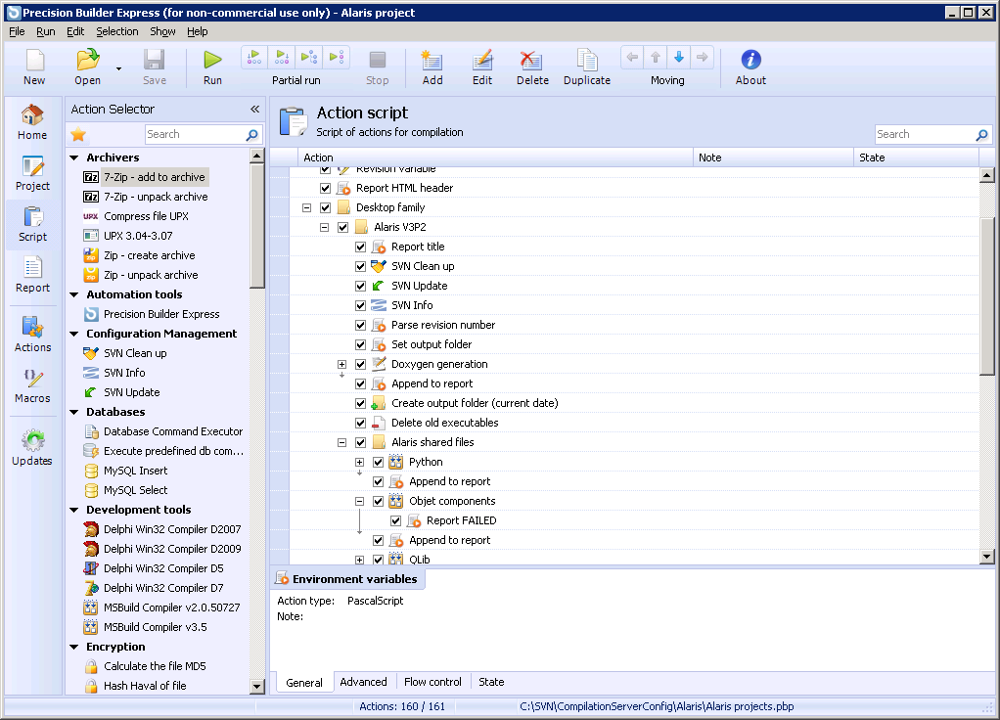 Precision Builder Express (for non-commercial use only) - Alaris project
File Run Edit Selection Show Help
New Open Save Run Partial run Stop Add Edit Delete Duplicate Moving About
Home
Project
Script
Report
Actions
Macros
Updates
Action Selector «
Search
Archivers
7-Zip - add to archive
7-Zip - unpack archive
UPX Compress file UPX
UPX 3.04-3.07
Zip - create archive
Zip - unpack archive
Automation tools
Precision Builder Express
Configuration Management
SVN Clean up
SVN Info
SVN Update
Databases
Database Command Executor
Execute predefined db com...
MySQL Insert
MySQL Select
Development tools
Delphi Win32 Compiler D2007
Delphi Win32 Compiler D2009
Delphi Win32 Compiler D5
Delphi Win32 Compiler D7
MSBuild Compiler v2.0.50727
MSBuild Compiler v3.5
Encryption
Calculate the file MD5
Hash Haval of file
Action script
Script of actions for compilation
Search
Action Note State
Revision variable
Report HTML header
Desktop family
Alaris V3P2
Report title
SVN Clean up
SVN Update
SVN Info
Parse revision number
Set output folder
Doxygen generation
Append to report
Create output folder (current date)
Delete old executables
Alaris shared files
Python
Append to report
Objet components
Report FAILED
Append to report
QLib
Environment variables
Action type: PascalScript
Note:
General Advanced Flow control State
Actions: 160 / 161 C:\SVN\CompilationServerConfig\Alaris\Alaris projects.pbp